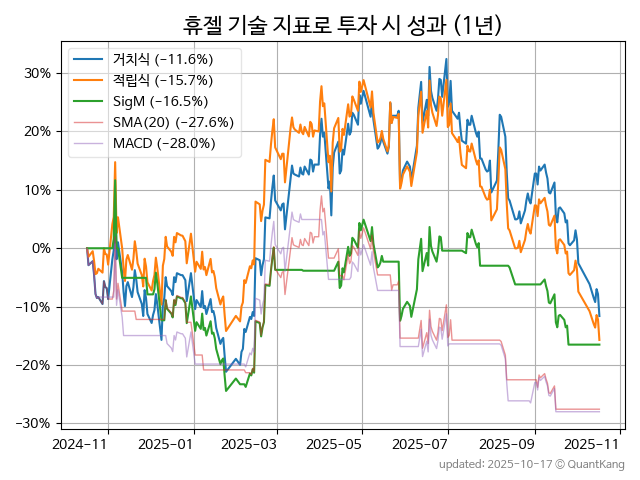 휴젤 기술 지표로 투자 시 성과 (1년)
거치식 (−11.6%)
적립식 (−15.7%)
SigM (−16.5%)
SMA(20) (−27.6%)
MACD (−28.0%)
30%
20%
10%
0%
−10%
−20%
−30%
2024-11 2025-01 2025-03 2025-05 2025-07 2025-09 2025-11
updated: 2025-10-17 © QuantKang